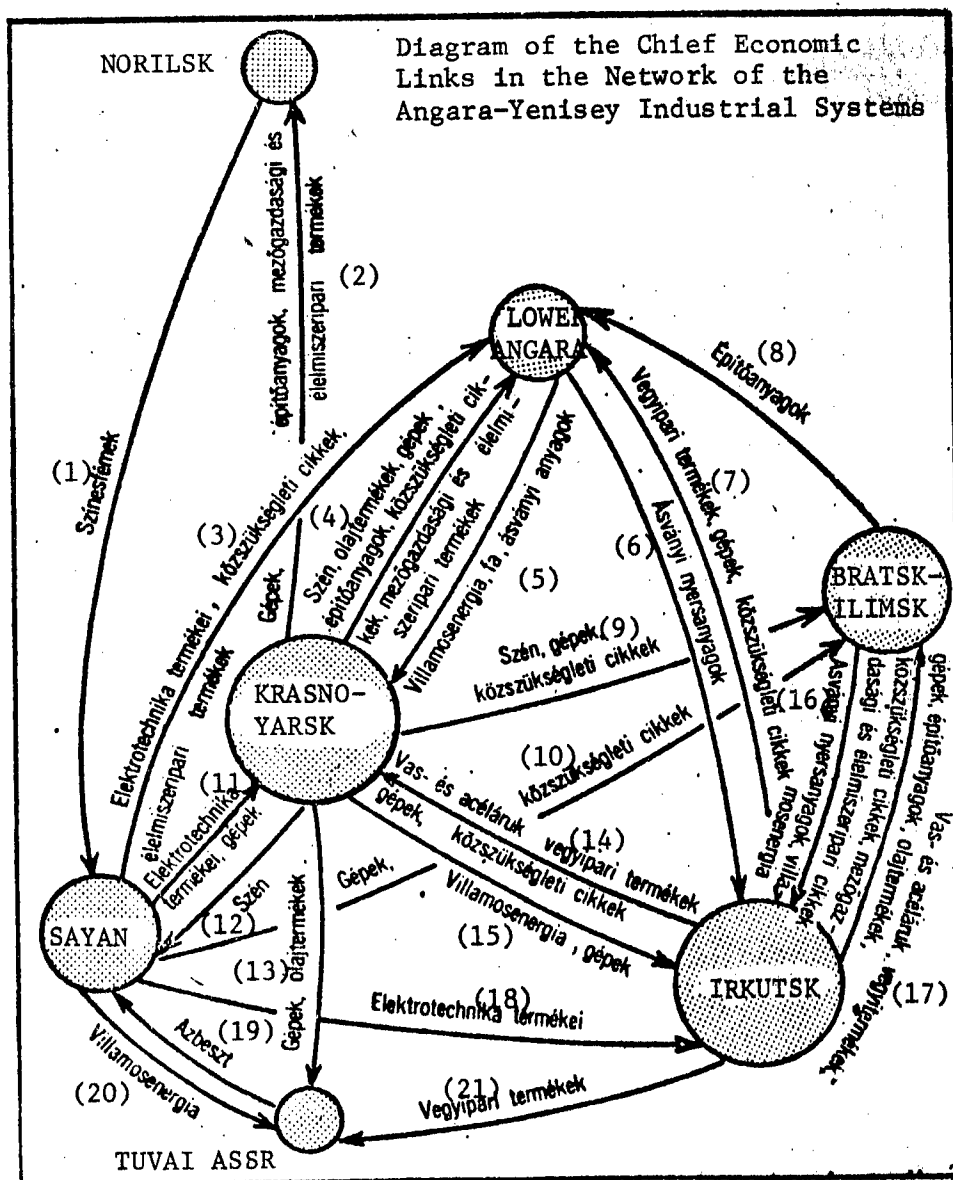 Diagram of the Chief Economic
Links in the Network of the
Angara-Yenisey Industrial Systems
NORILSK
(1)
Színesfémek
építőanyagok, mezőgazdasági és
élelmiszeripari termékek
(2)
Gépek,
LOWER
ANGARA
(3)
Elektrotechnika termékei, közszükségleti cikkek,
élelmiszeripari termékek
(4)
Szén, olajtermékek, gépek,
építőanyagok, közszükségleti cik-
kek, mezőgazdasági és élelmi-
szeripari termékek
(5)
Villamosenergia, fa, ásványi anyagok
(6)
Ásványi nyersanyagok
(7)
Vegyipari termékek, gépek, közszükségleti cikkek
(8)
Építőanyagok
BRATSK-
ILIMSK
KRASNO-
YARSK
(9)
Szén, gépek,
közszükségleti cikkek
(10)
Gépek, közszükségleti cikkek
(11)
Elektrotechnika
termékei, gépek
(12)
Szén
(13)
Gépek, olajtermékek
(14)
Vas- és acéláruk vegyipari termékek
gépek, közszükségleti cikkek
(15)
Villamosenergia, gépek
(16)
Ásványi nyersanyagok, villa-
mosenergia
(17)
Vas- és acéláruk, vegyitermékek,
gépek, építőanyagok, olajtermékek,
közszükségleti cikkek, mezőgaz-
dasági és élelmiszeripari cikkek
SAYAN
IRKUTSK
(18)
Elektrotechnika termékei
(19)
Azbeszt
(20)
Villamosenergia
(21)
Vegyipari termékek
TUVAI ASSR